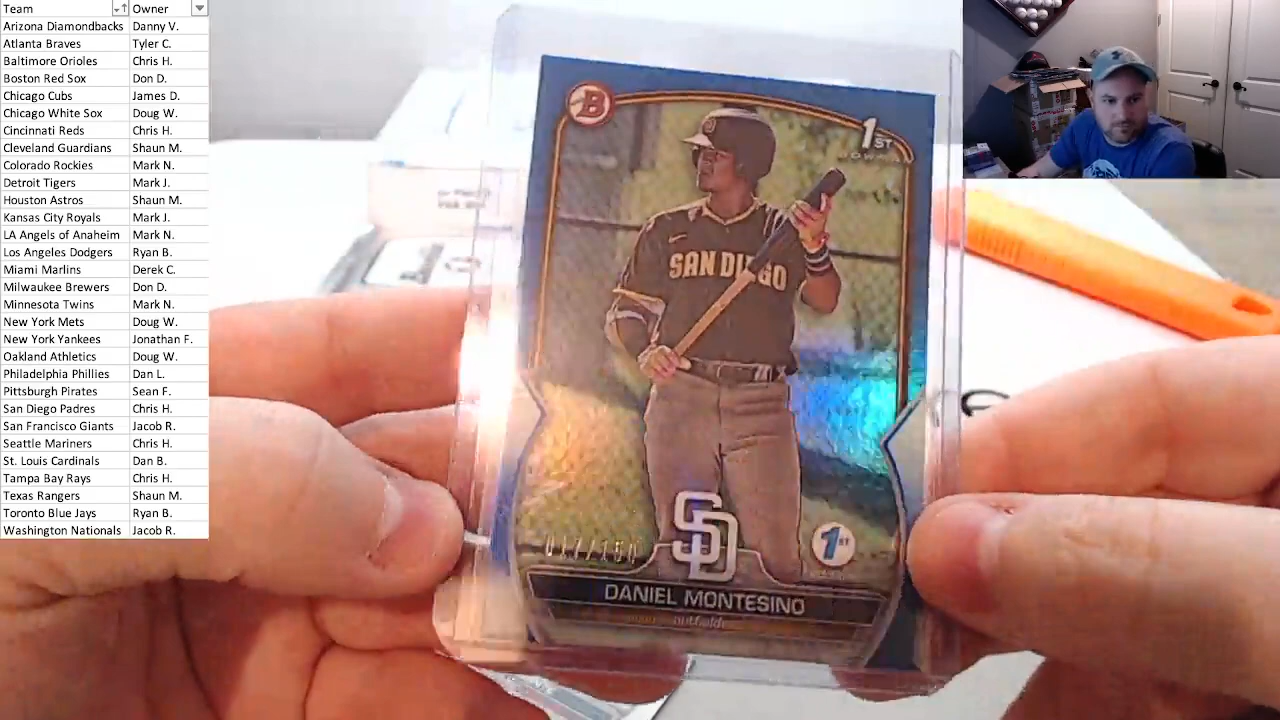 Team Owner
Arizona Diamondbacks Danny V.
Atlanta Braves Tyler C.
Baltimore Orioles Chris H.
Boston Red Sox Don D.
Chicago Cubs James D.
Chicago White Sox Doug W.
Cincinnati Reds Chris H.
Cleveland Guardians Shaun M.
Colorado Rockies Mark N.
Detroit Tigers Mark J.
Houston Astros Shaun M.
Kansas City Royals Mark J.
LA Angels of Anaheim Mark N.
Los Angeles Dodgers Ryan B.
Miami Marlins Derek C.
Milwaukee Brewers Don D.
Minnesota Twins Mark N.
New York Mets Doug W.
New York Yankees Jonathan F.
Oakland Athletics Doug W.
Philadelphia Phillies Dan L.
Pittsburgh Pirates Sean F.
San Diego Padres Chris H.
San Francisco Giants Jacob R.
Seattle Mariners Chris H.
St. Louis Cardinals Dan B.
Tampa Bay Rays Chris H.
Texas Rangers Shaun M.
Toronto Blue Jays Ryan B.
Washington Nationals Jacob R.
B
1ST
SAN DIEGO
017/150
SD
1ST
DANIEL MONTESINO